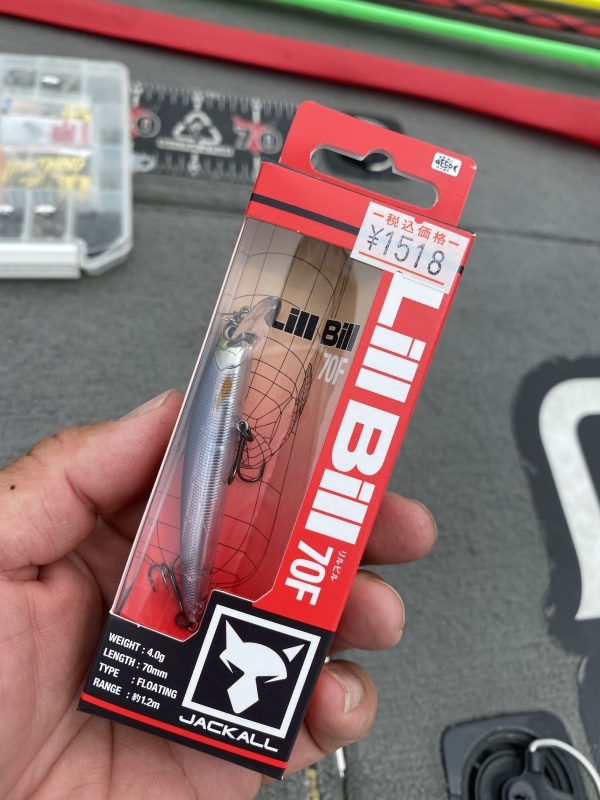 70
税込価格
¥1518
Lill Bill
70F
Lill Bill 70F
リルビル
WEIGHT : 4.0g
LENGTH : 70mm
TYPE : FLOATING
RANGE : 約1.2m
JACKALL